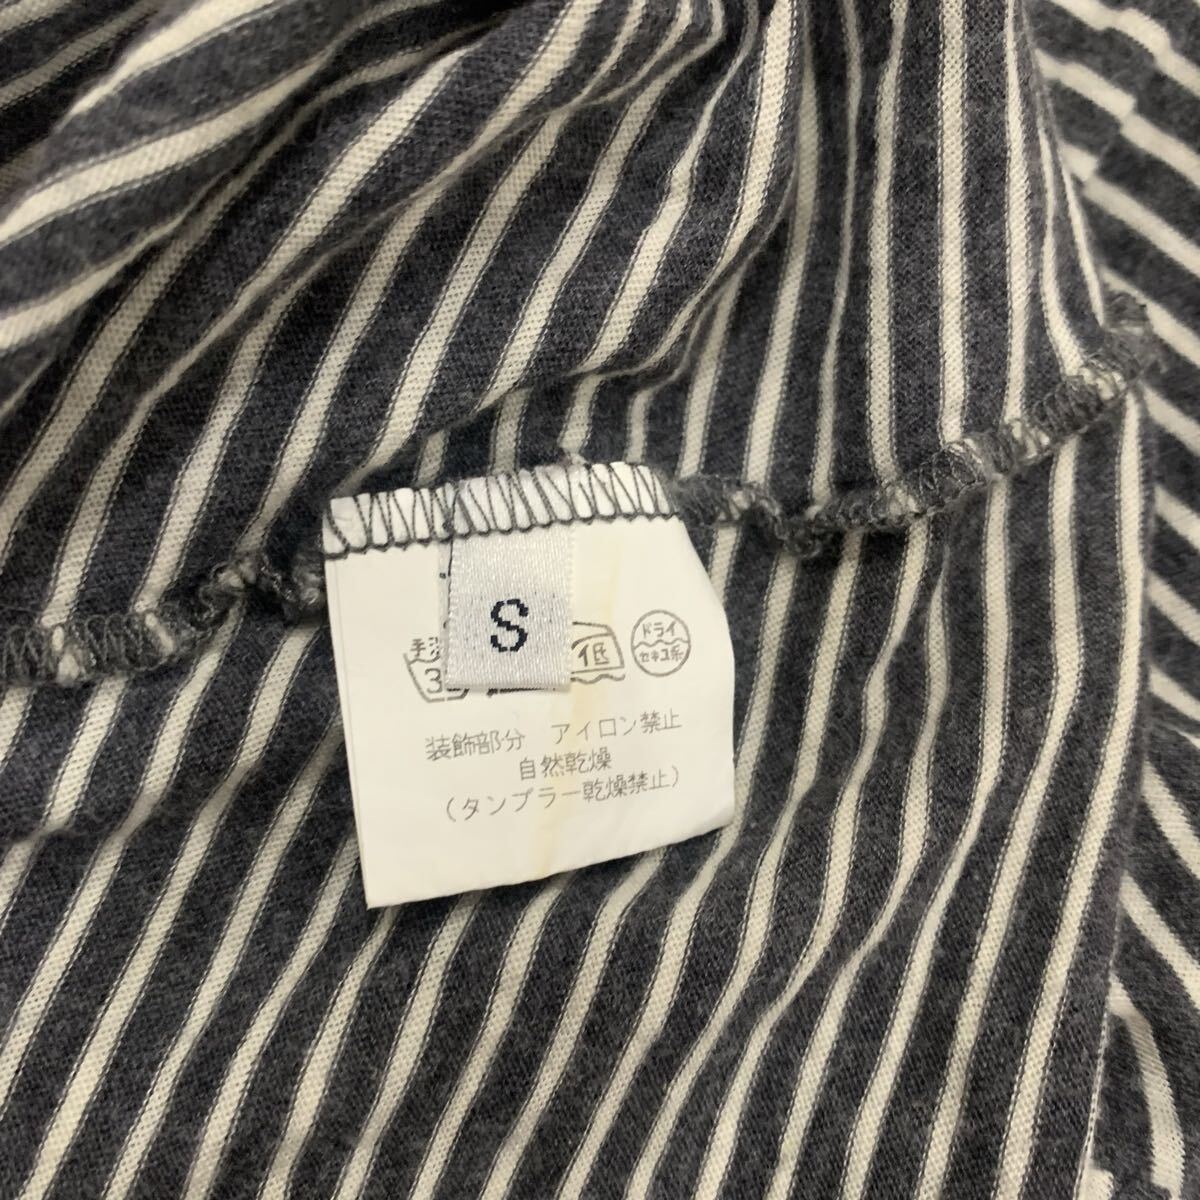 S
手洗
低
ドライ
セキユ系
装飾部分 アイロン禁止
自然乾燥
(タンブラー乾燥禁止)